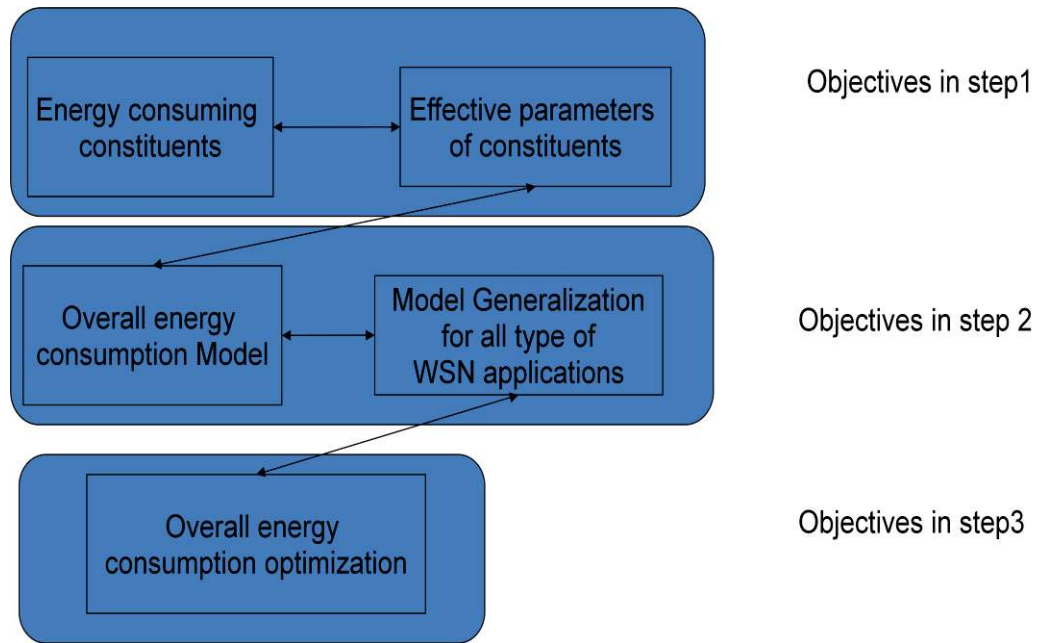 Energy consuming
constituents
Effective parameters
of constituents
Objectives in step1
Overall energy
consumption Model
Model Generalization
for all type of
WSN applications
Objectives in step 2
Overall energy
consumption optimization
Objectives in step3